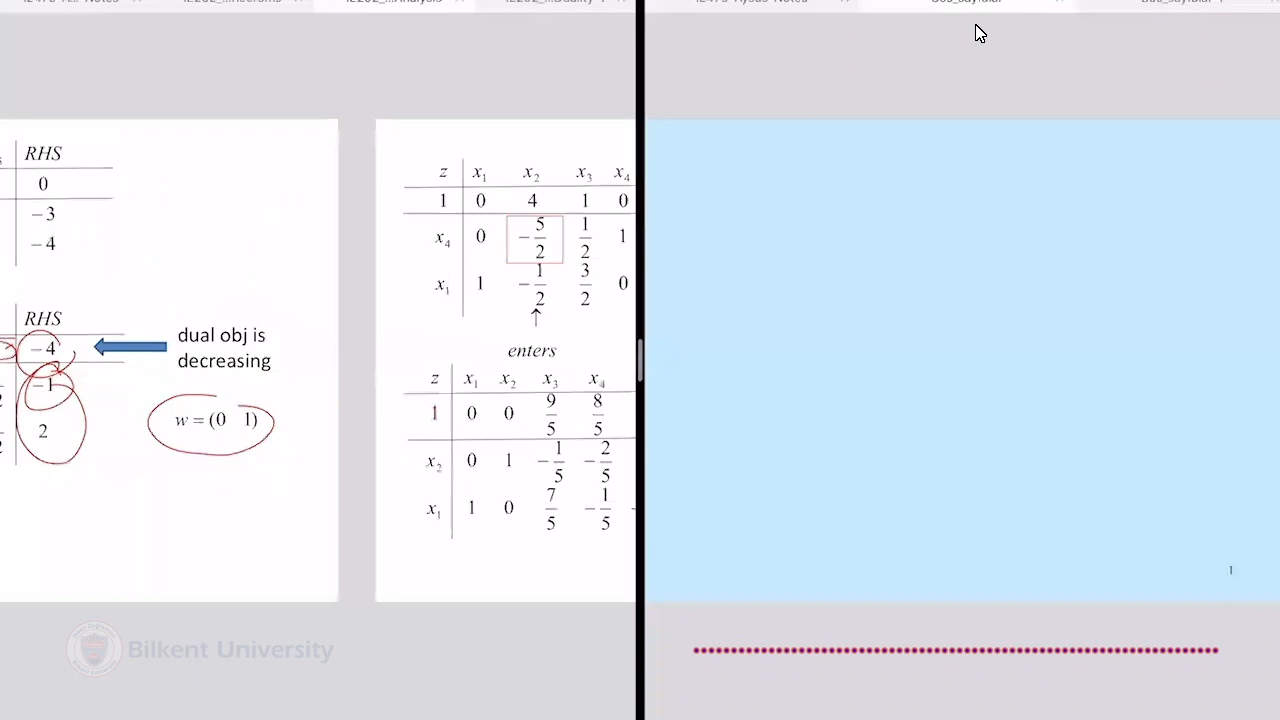 RHS
0
−3
−4
RHS
−4
−1
2
dual obj is
decreasing
w = (0 1)
z x₁ x₂ x₃ x₄
1 0 4 1 0
x₄ 0 −5/2 1/2 1
x₁ 1 −1/2 3/2 0
↑
enters
z x₁ x₂ x₃ x₄
1 0 0 9/5 8/5
x₂ 0 1 −1/5 −2/5
x₁ 1 0 7/5 −1/5 -
Bilkent University
1